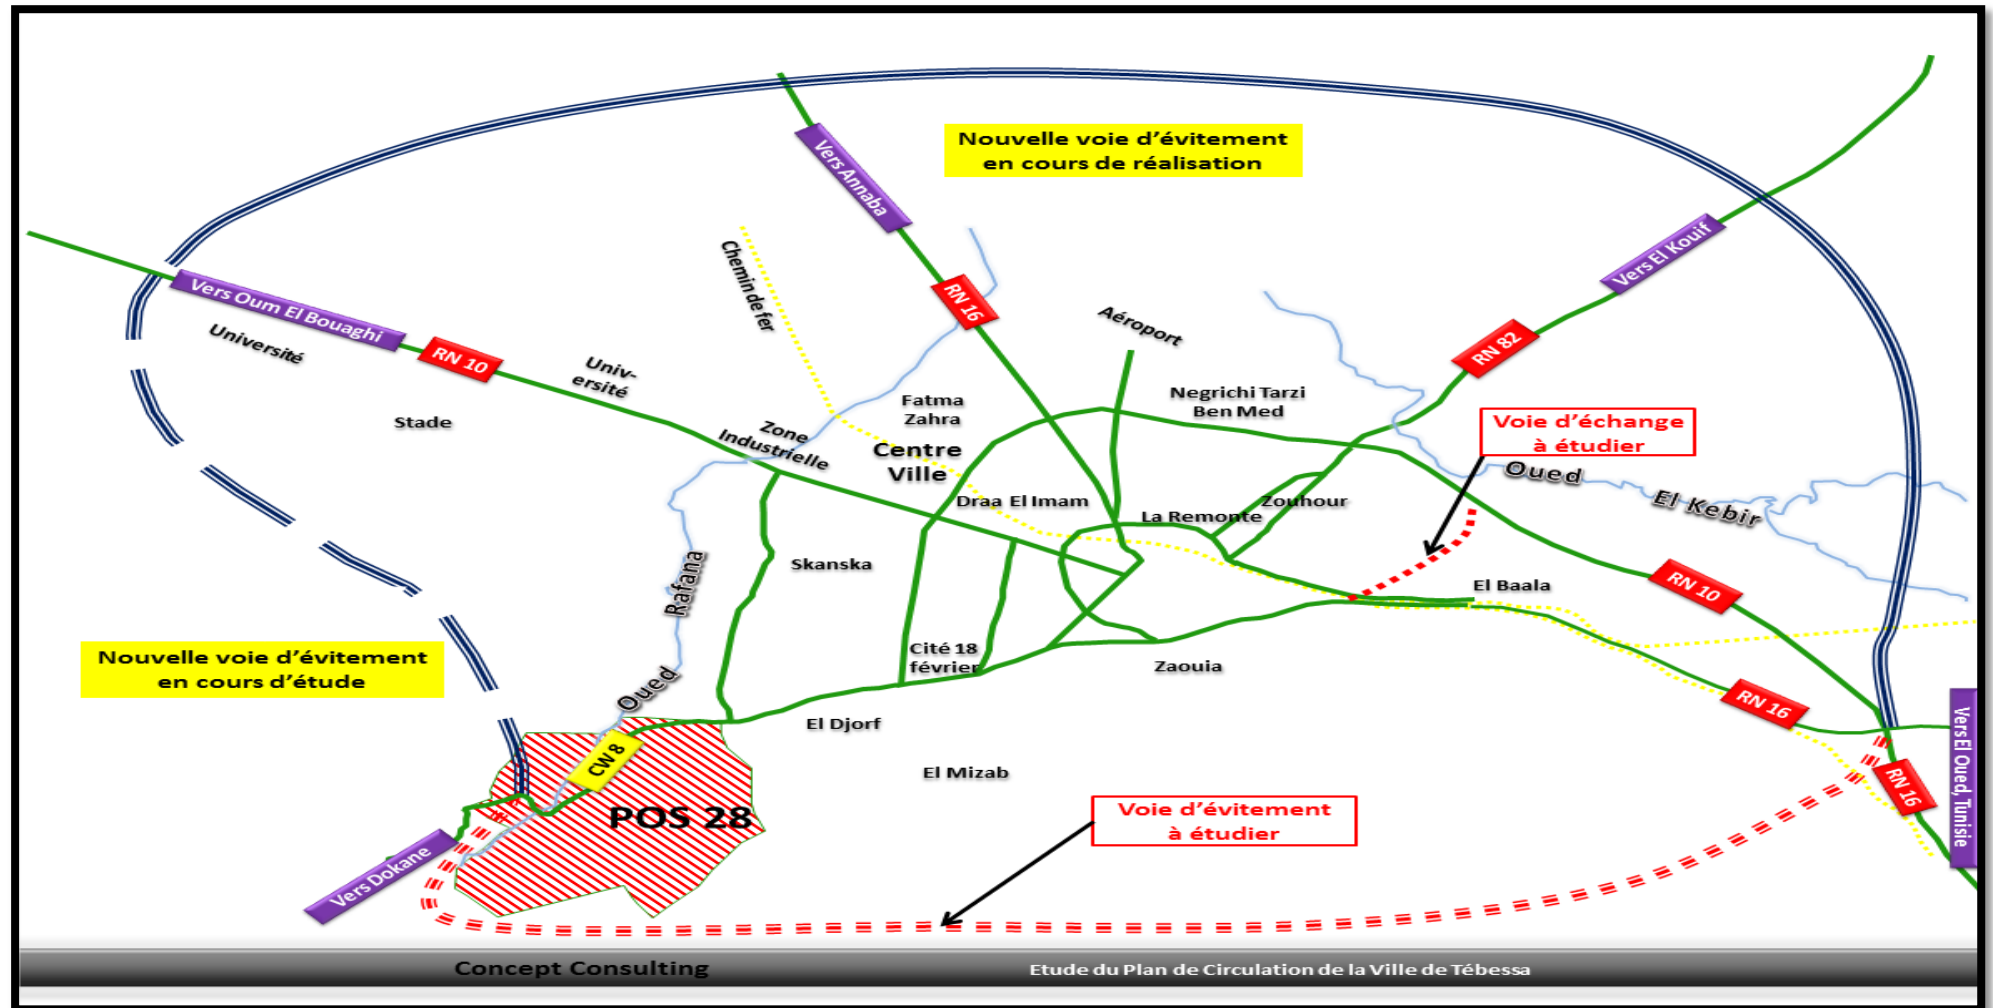 Nouvelle voie d'évitement
en cours de réalisation
Vers Annaba
Vers El Kouif
Chemin de fer
Vers Oum El Bouaghi
Université
RN 10
RN 16
Aéroport
RN 82
Univ-
ersité
Stade
Fatma
Zahra
Negrichi Tarzi
Ben Med
Voie d'échange
à étudier
Zone
Industrielle
Centre
Ville
Oued
El Kebir
Draa El Imam
La Remonte
Zouhour
Skanska
Rafana
Oued
El Baala
RN 10
Nouvelle voie d'évitement
en cours d'étude
Cité 18
février
Zaouia
RN 16
El Djorf
Vers El Oued, Tunisie
CW 8
El Mizab
RN 16
POS 28
Voie d'évitement
à étudier
Vers Dokane
Concept Consulting
Etude du Plan de Circulation de la Ville de Tébessa